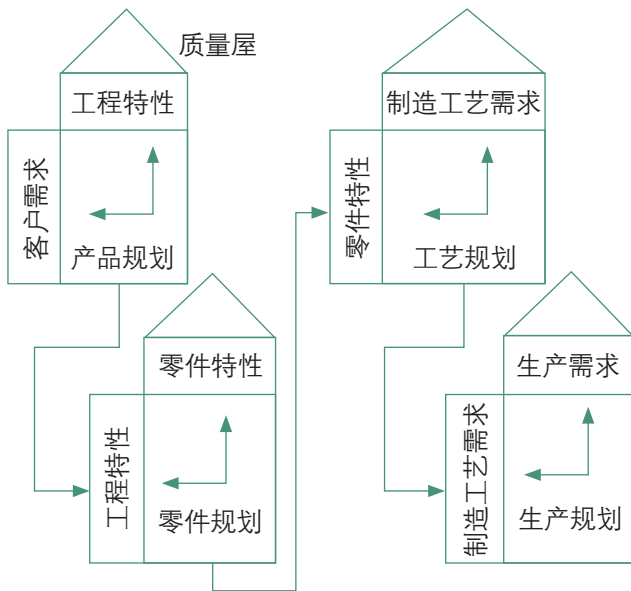 质量屋
工程特性
客户需求
产品规划
零件特性
工程特性
零件规划
制造工艺需求
零件特性
工艺规划
生产需求
制造工艺需求
生产规划